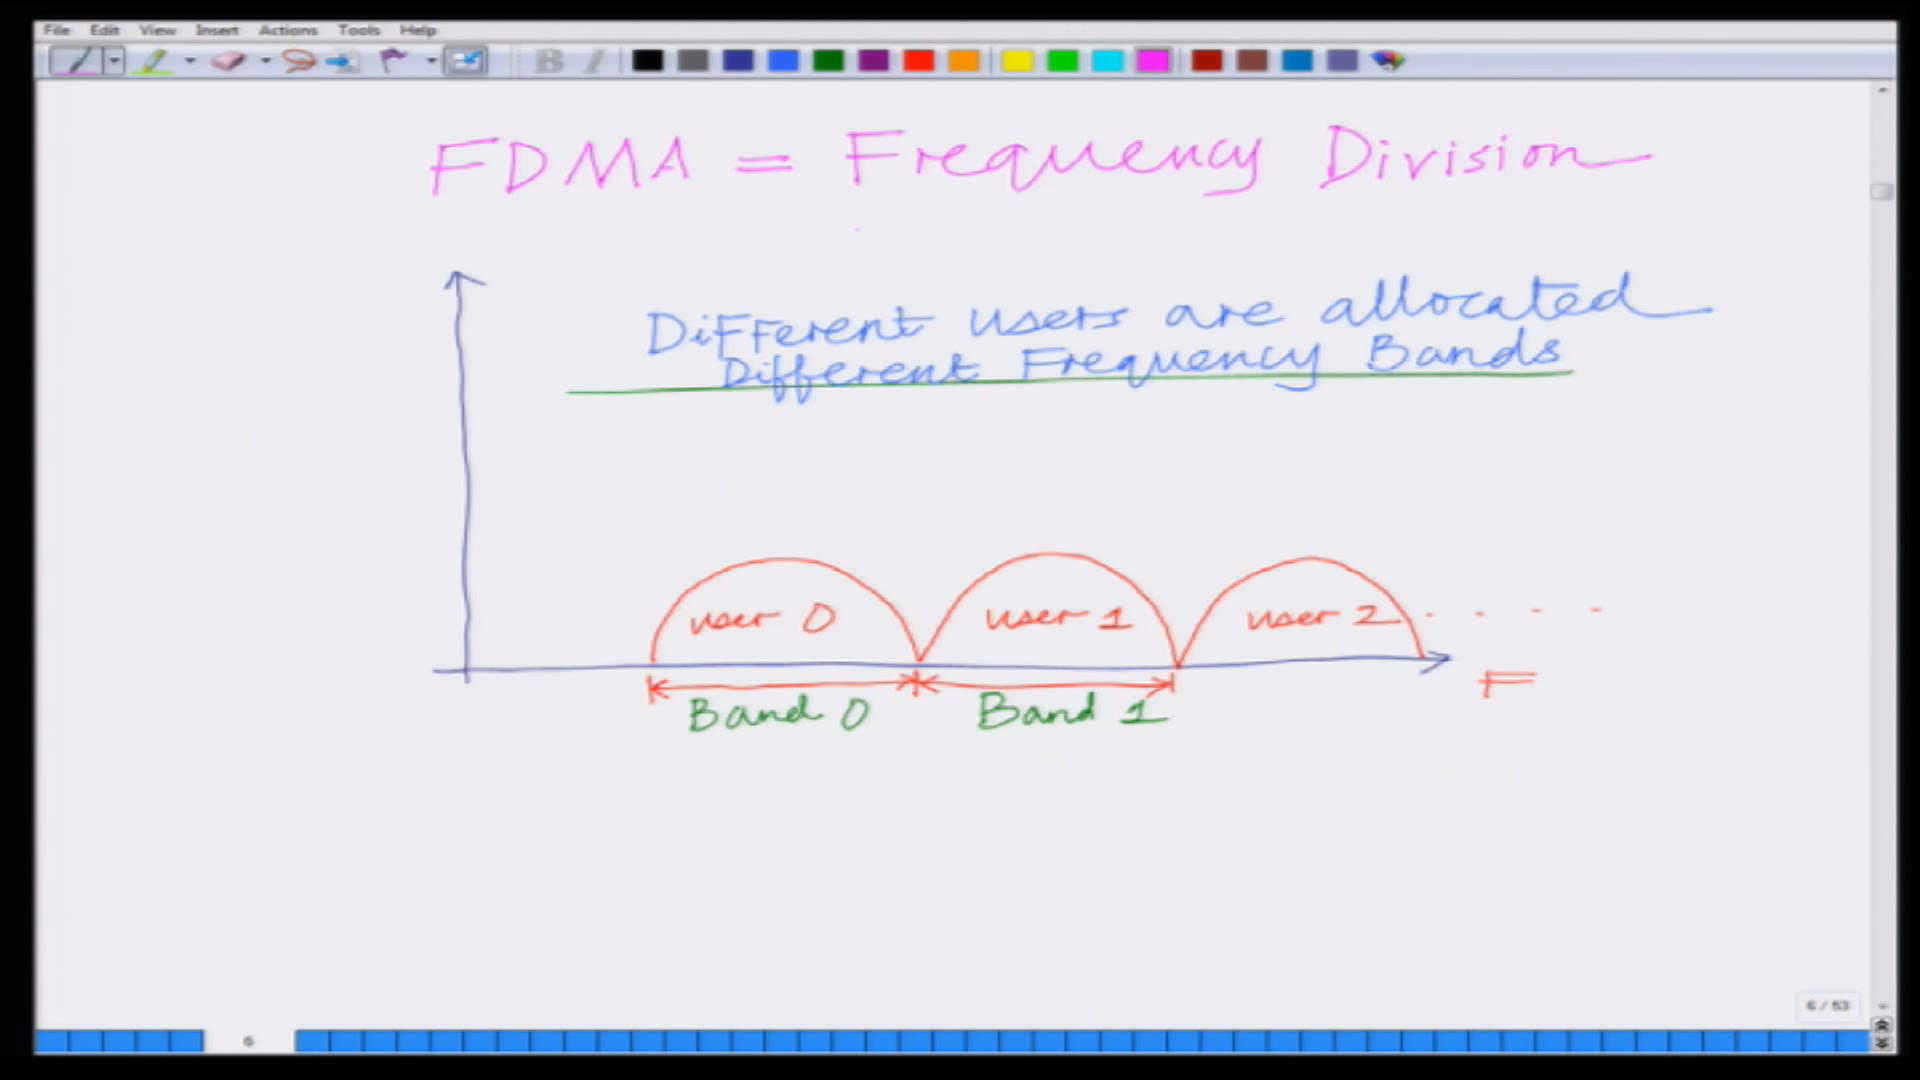 File Edit View Insert Actions Tools Help
B I
FDMA = Frequency Division
Different users are allocated
Different Frequency Bands
user 0 user 1 user 2 . . . .
F
Band 0 Band 1
6 / 53
6